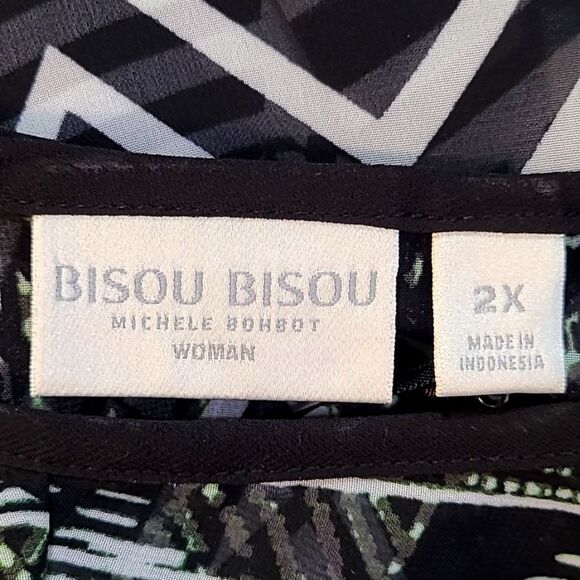 BISOU BISOU
MICHELE BOHBOT
WOMAN
2X
MADE IN
INDONESIA